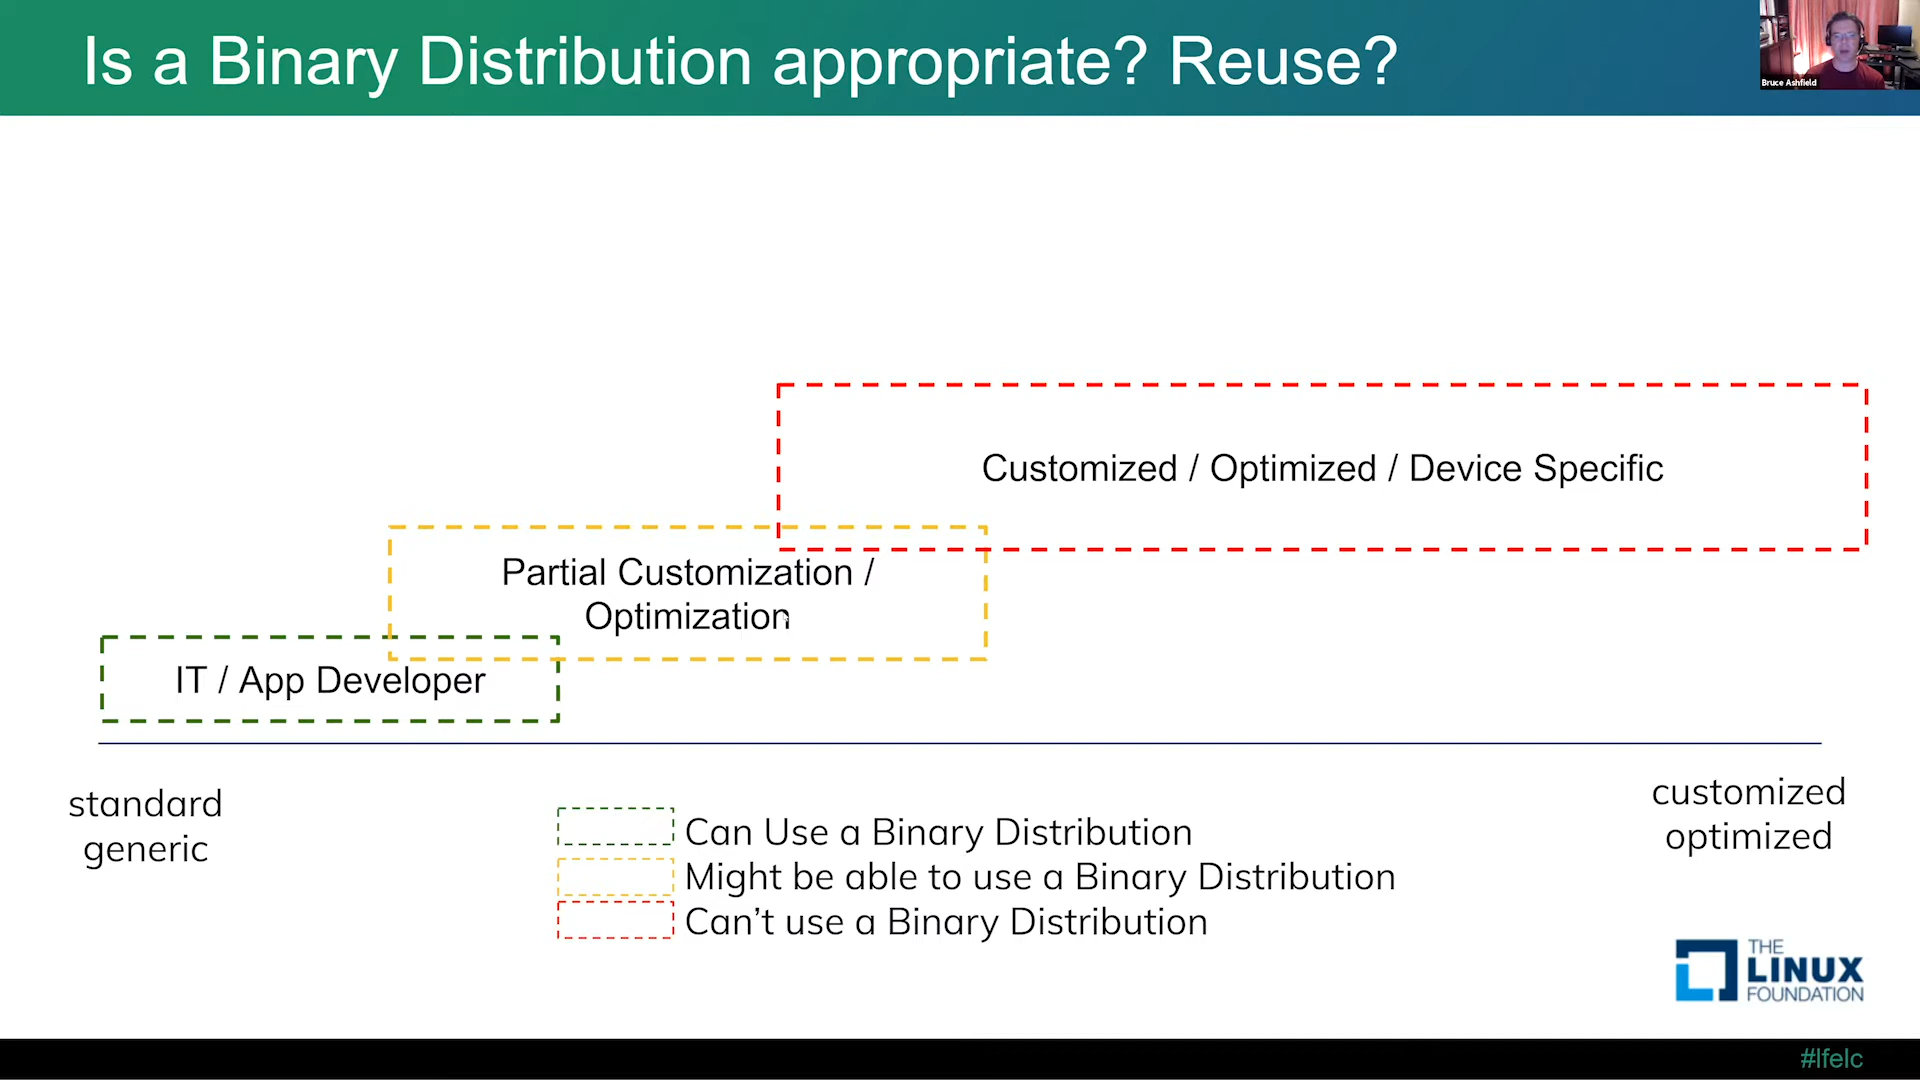 Is a Binary Distribution appropriate? Reuse?
Bruce Ashfield
Customized / Optimized / Device Specific
Partial Customization /
Optimization
IT / App Developer
standard
generic
customized
optimized
Can Use a Binary Distribution
Might be able to use a Binary Distribution
Can’t use a Binary Distribution
THE
LINUX
FOUNDATION
#lfelc